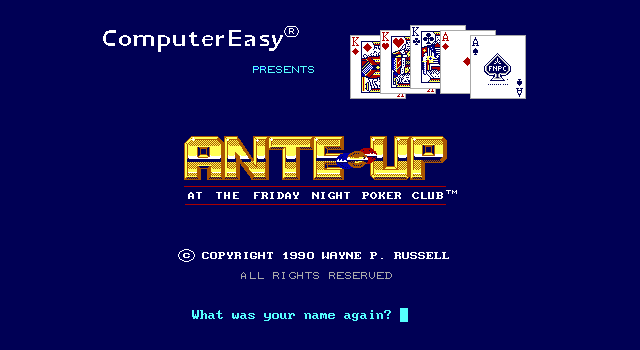 ComputerEasy®
PRESENTS
K K K A A
FNPC
A
ANTE-UP
AT THE FRIDAY NIGHT POKER CLUB™
© COPYRIGHT 1990 WAYNE P. RUSSELL
ALL RIGHTS RESERVED
What was your name again?